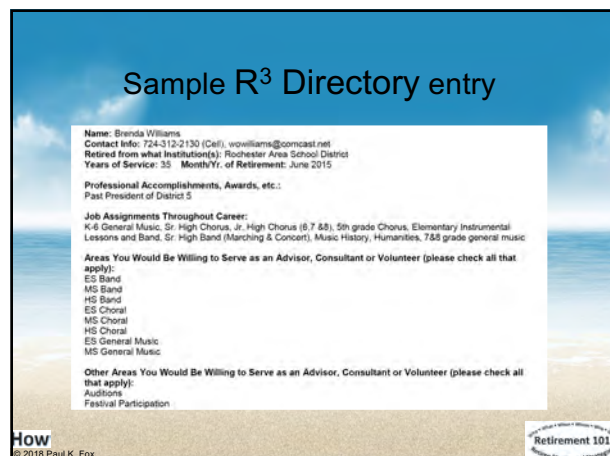 Sample R³ Directory entry
Name: Brenda Williams
Contact Info: 724-312-2130 (Cell), wowilliams@comcast.net
Retired from what Institution(s): Rochester Area School District
Years of Service: 35 Month/Yr. of Retirement: June 2015
Professional Accomplishments, Awards, etc.:
Past President of District 5
Job Assignments Throughout Career:
K-6 General Music, Sr. High Chorus, Jr. High Chorus (6,7 &8), 5th grade Chorus, Elementary Instrumental
Lessons and Band, Sr. High Band (Marching & Concert), Music History, Humanities, 7&8 grade general music
Areas You Would Be Willing to Serve as an Advisor, Consultant or Volunteer (please check all that
apply):
ES Band
MS Band
HS Band
ES Choral
MS Choral
HS Choral
ES General Music
MS General Music
Other Areas You Would Be Willing to Serve as an Advisor, Consultant or Volunteer (please check all
that apply):
Auditions
Festival Participation
How
© 2018 Paul K. Fox
Retirement 101